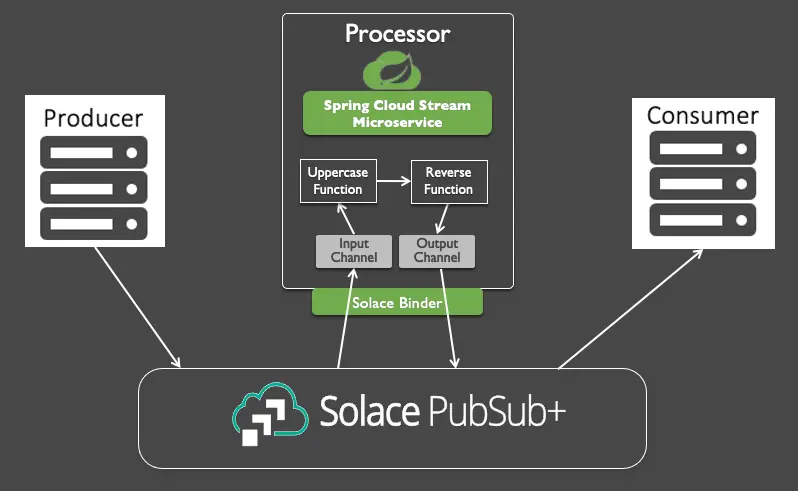 Processor
Spring Cloud Stream
Microservice
Producer
Consumer
Uppercase
Function
Reverse
Function
Input
Channel
Output
Channel
Solace Binder
Solace PubSub+